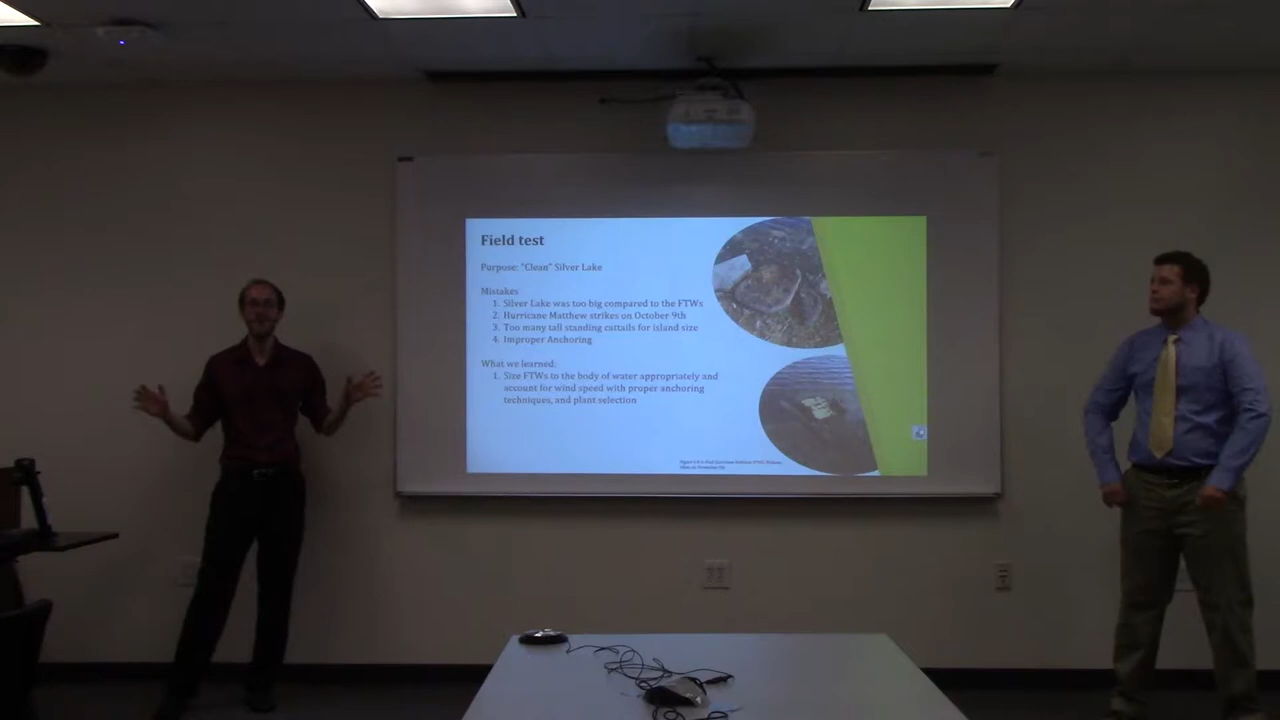 Field test
Purpose: "Clean" Silver Lake
Mistakes
1. Silver Lake was too big compared to the FTWs
2. Hurricane Matthew strikes on October 9th
3. Too many tall standing cattails for island size
4. Improper Anchoring
What we learned:
1. Size FTWs to the body of water appropriately and
account for wind speed with proper anchoring
techniques, and plant selection